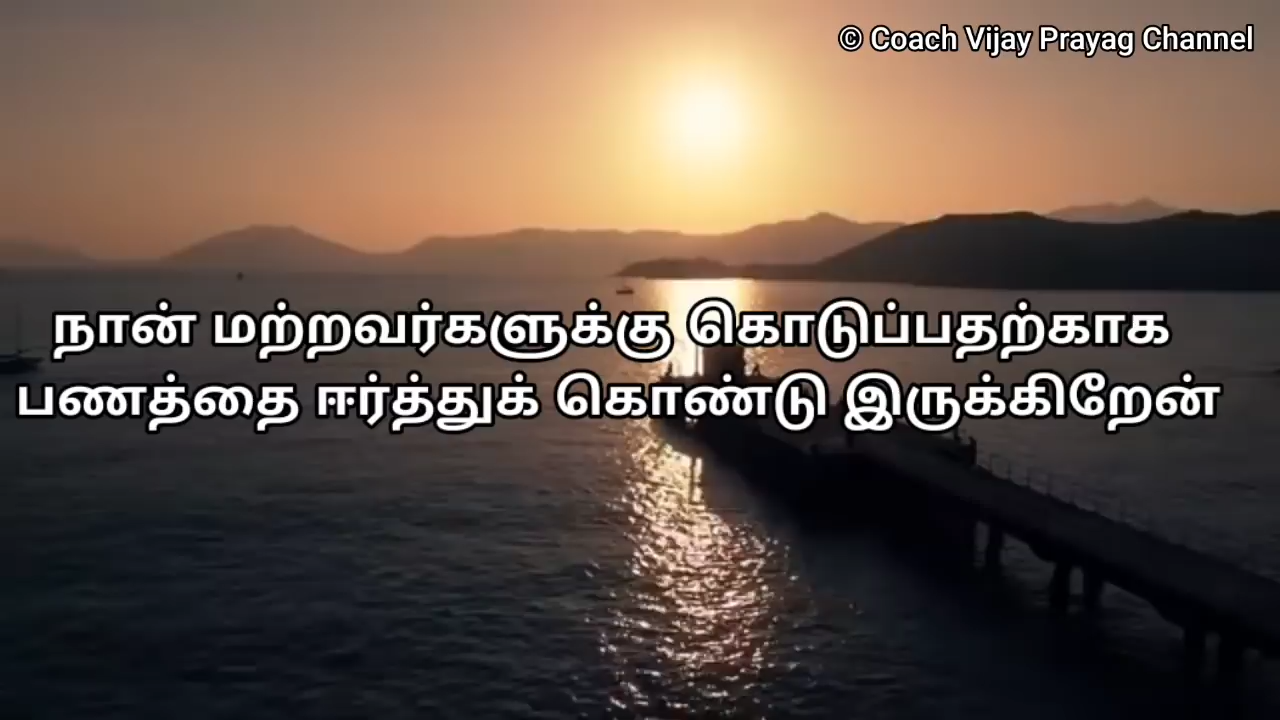 © Coach Vijay Prayag Channel
நான் மற்றவர்களுக்கு கொடுப்பதற்காக
பணத்தை ஈர்த்துக் கொண்டு இருக்கிறேன்